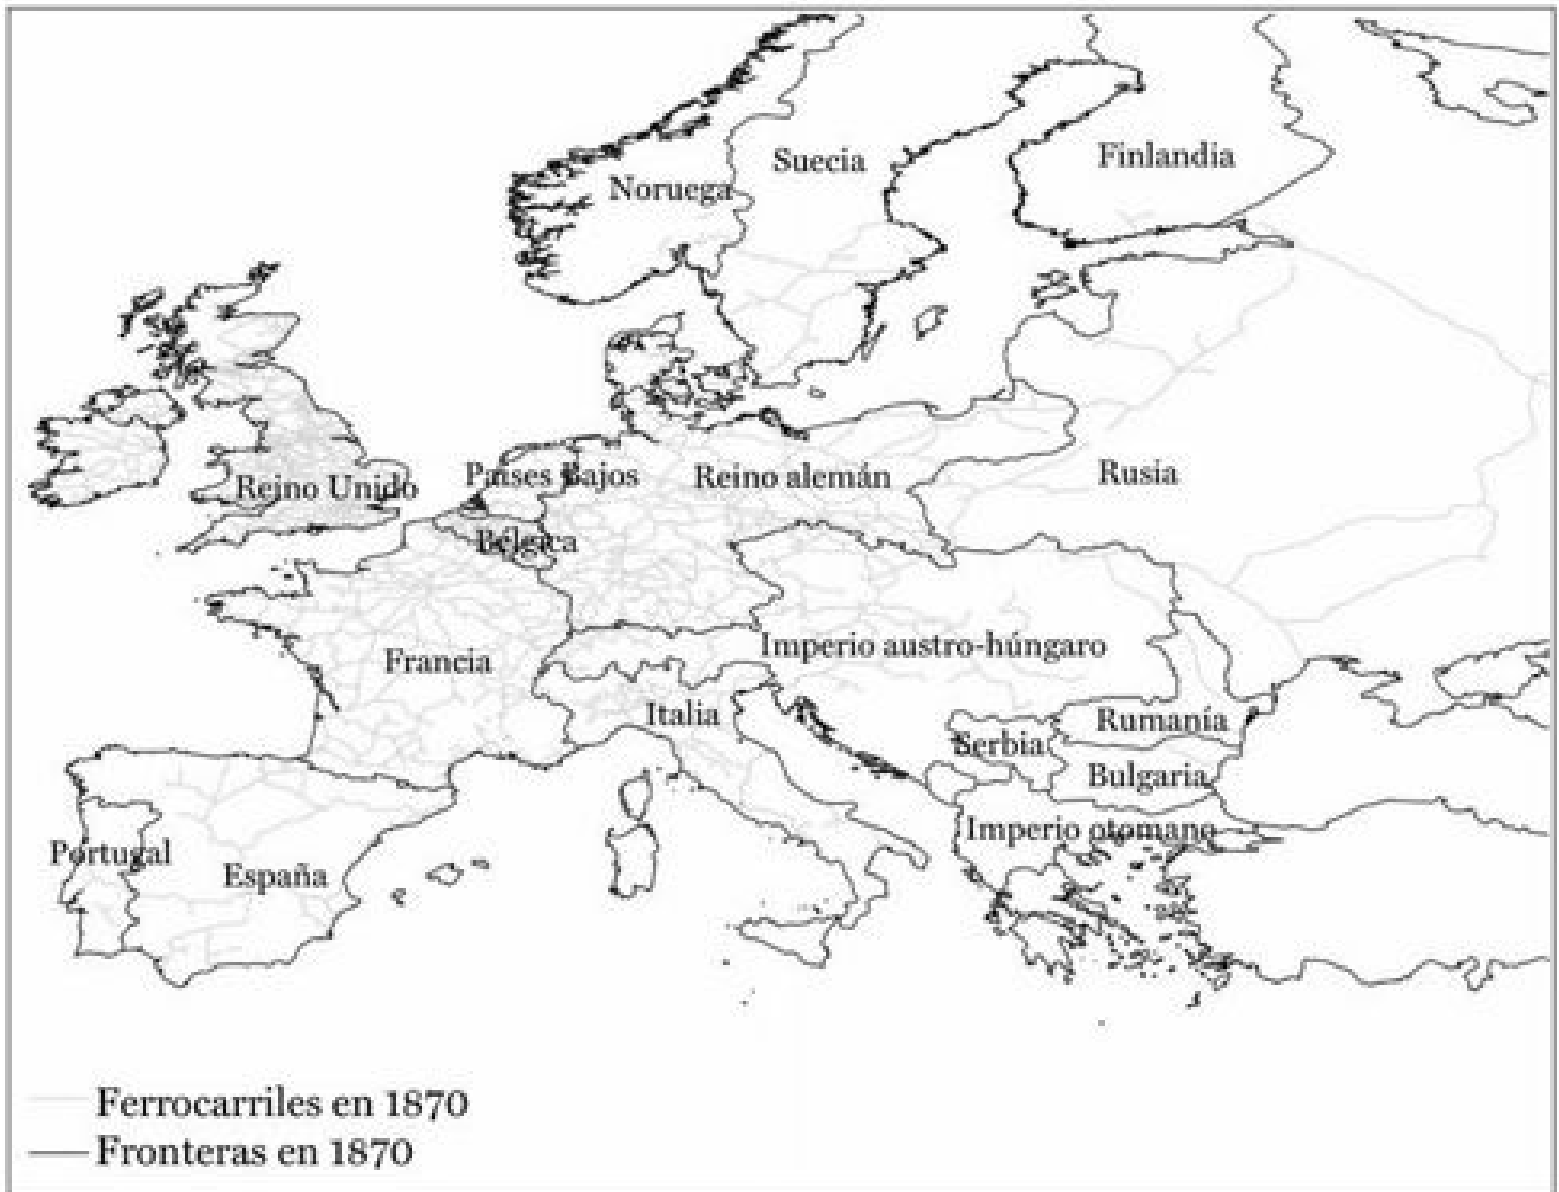 Suecia
Finlandia
Noruega
Países Bajos
Reino alemán
Rusia
Reino Unido
Bélgica
Imperio austro-húngaro
Francia
Italia
Rumanía
Serbia
Bulgaria
Imperio otomano
Portugal
España
Ferrocarriles en 1870
Fronteras en 1870